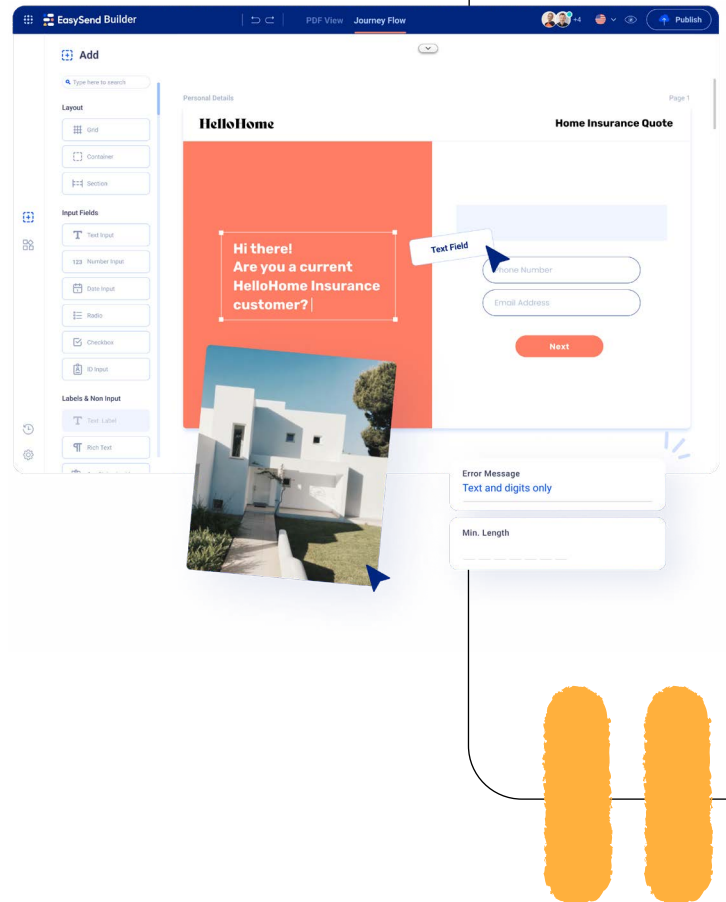 EasySend Builder
PDF View
Journey Flow
+4
Publish
Add
Type here to search
Layout
Grid
Container
Section
Input Fields
Text Input
123 Number Input
Date Input
Radio
Checkbox
ID Input
Labels & Non Input
Text Label
Rich Text
Personal Details
Page 1
HelloHome
Home Insurance Quote
Hi there!
Are you a current
HelloHome Insurance
customer?
Text Field
Phone Number
Email Address
Next
Error Message
Text and digits only
Min. Length